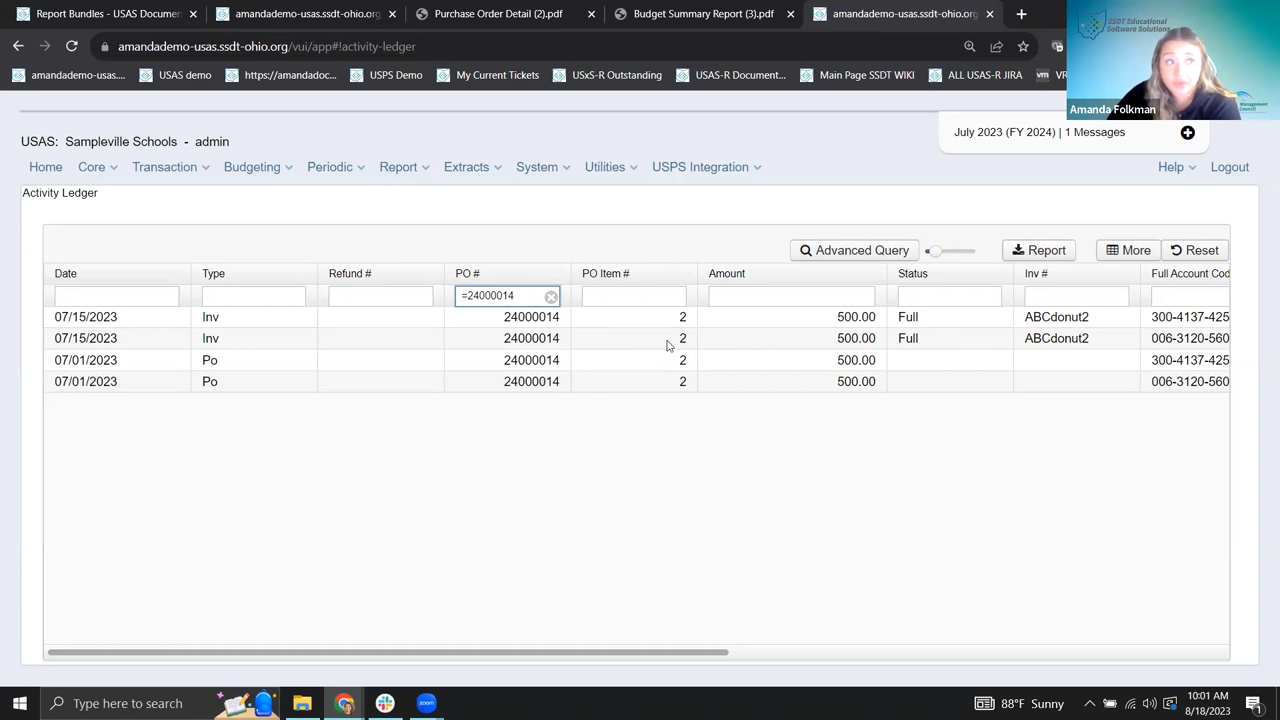 Report Bundles - USAS Documen
amandademo-usas.ssdt-ohio.org
Purchase Order Detail (2).pdf
Budget Summary Report (3).pdf
amandademo-usas.ssdt-ohio.org
amandademo-usas.ssdt-ohio.org/vui/app#!activity-ledger
amandademo-usas....
USAS demo
https://amandadoc...
USPS Demo
My Current Tickets
USxS-R Outstanding
USAS-R Document...
Main Page SSDT WIKI
ALL USAS-R JIRA
SSDT Educational
Software Solutions
Management
Council
Amanda Folkman
USAS: Sampleville Schools - admin
July 2023 (FY 2024) | 1 Messages
Home Core Transaction Budgeting Periodic Report Extracts System Utilities USPS Integration Help Logout
Activity Ledger
Advanced Query Report More Reset
Date Type Refund # PO # PO Item # Amount Status Inv # Full Account Cod
=24000014
07/15/2023 Inv 24000014 2 500.00 Full ABCdonut2 300-4137-425
07/15/2023 Inv 24000014 2 500.00 Full ABCdonut2 006-3120-560
07/01/2023 Po 24000014 2 500.00 300-4137-425
07/01/2023 Po 24000014 2 500.00 006-3120-560
Type here to search
zoom
88°F Sunny
10:01 AM
8/18/2023
1